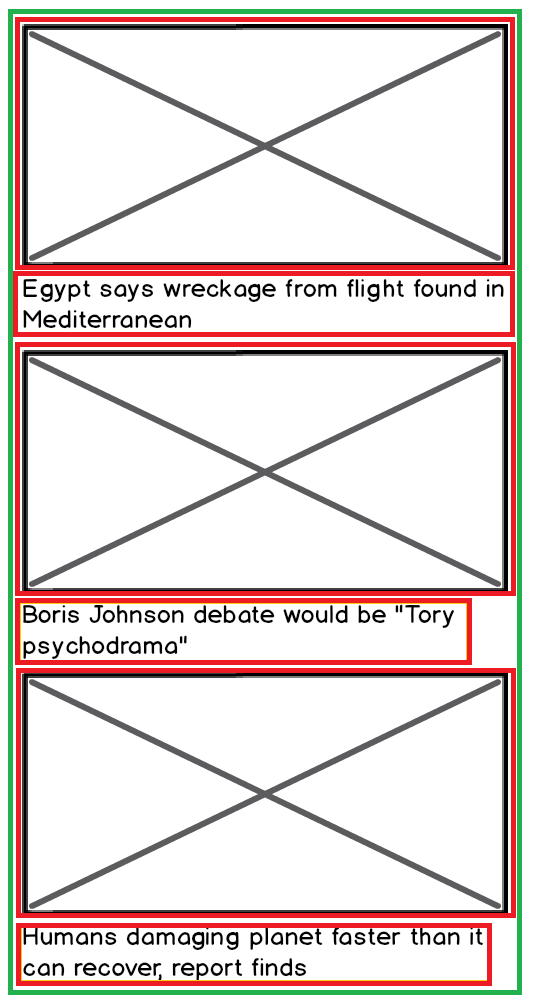 Egypt says wreckage from flight found in
Mediterranean
Boris Johnson debate would be "Tory
psychodrama"
Humans damaging planet faster than it
can recover, report finds